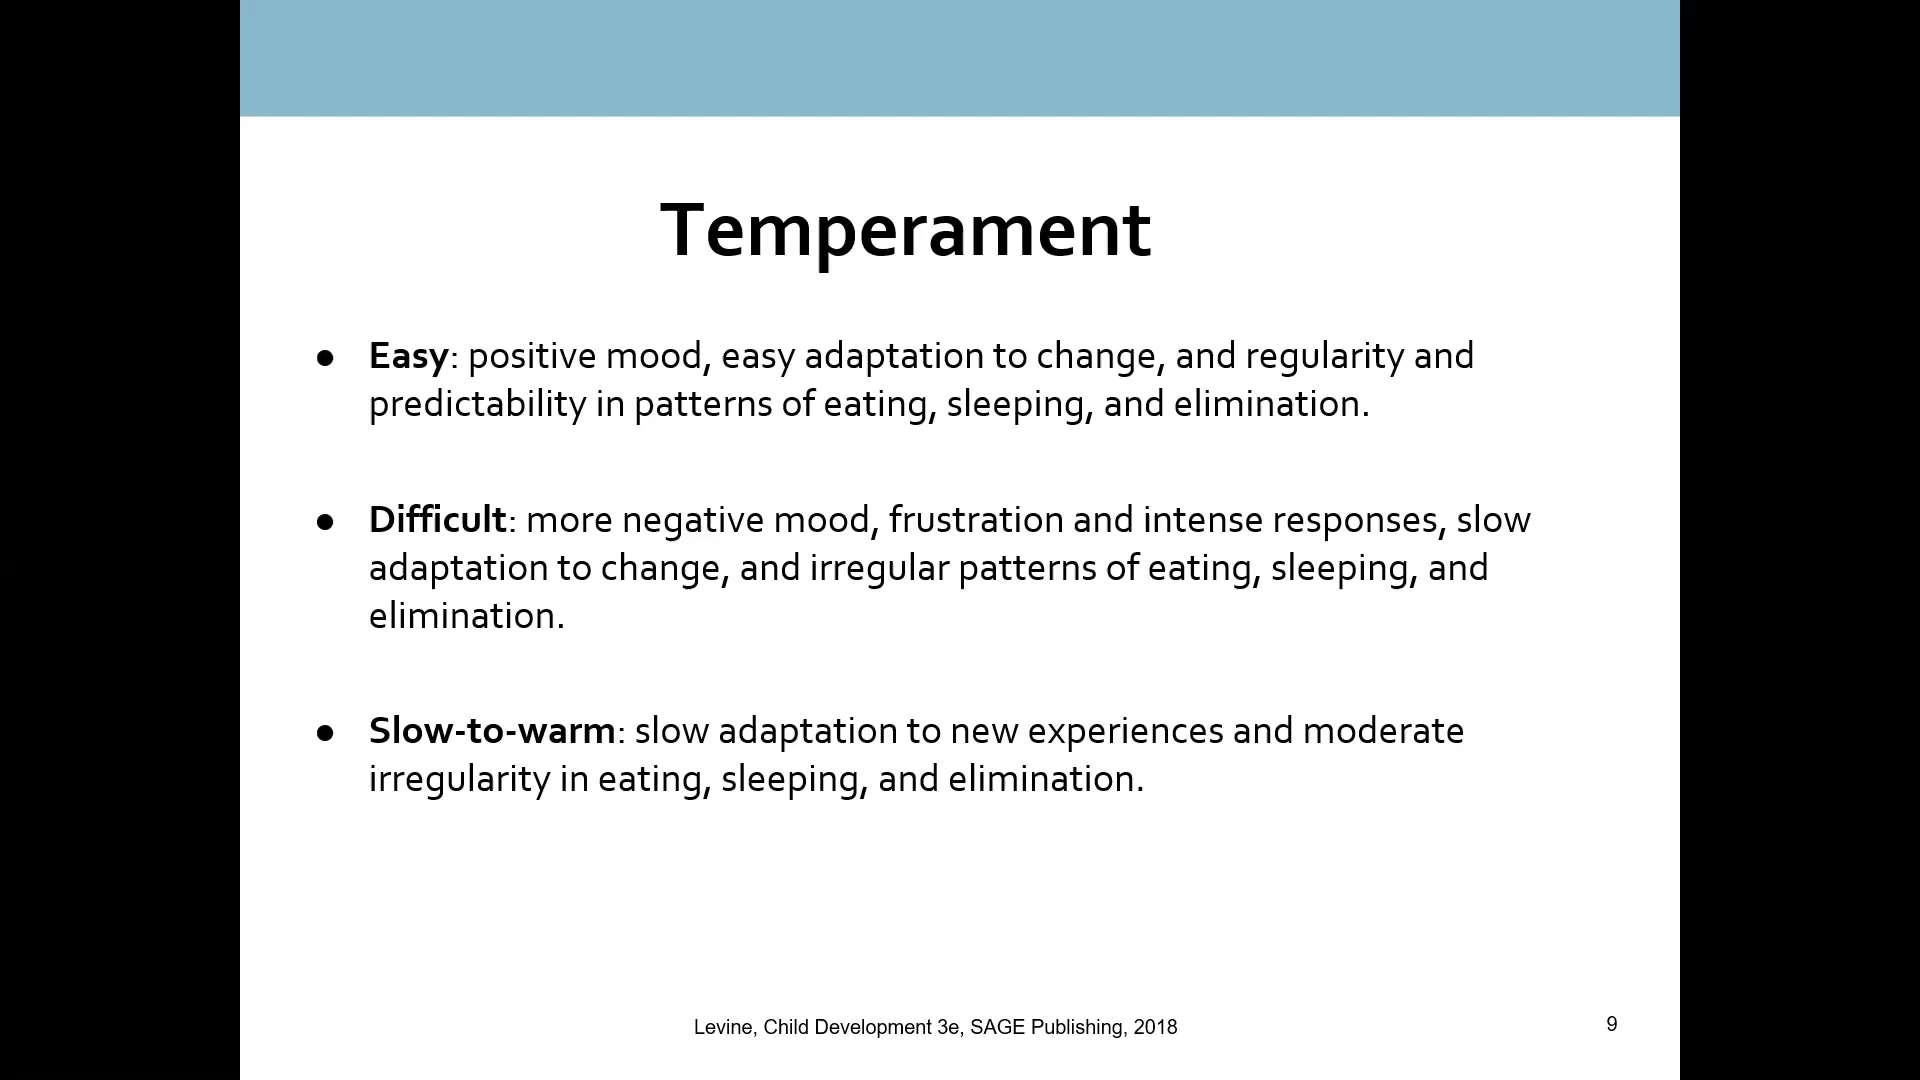 Temperament
● Easy: positive mood, easy adaptation to change, and regularity and
predictability in patterns of eating, sleeping, and elimination.
● Difficult: more negative mood, frustration and intense responses, slow
adaptation to change, and irregular patterns of eating, sleeping, and
elimination.
● Slow-to-warm: slow adaptation to new experiences and moderate
irregularity in eating, sleeping, and elimination.
Levine, Child Development 3e, SAGE Publishing, 2018
9